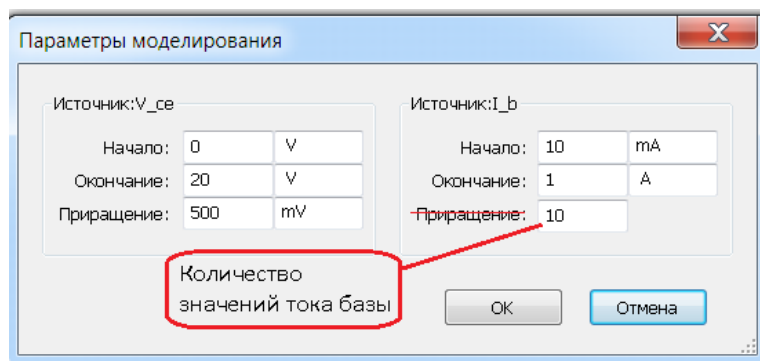 Параметры моделирования
X
Источник:V_ce
Начало: 0 V
Окончание: 20 V
Приращение: 500 mV
Источник:I_b
Начало: 10 mA
Окончание: 1 A
Приращение: 10
Количество
значений тока базы
OK
Отмена